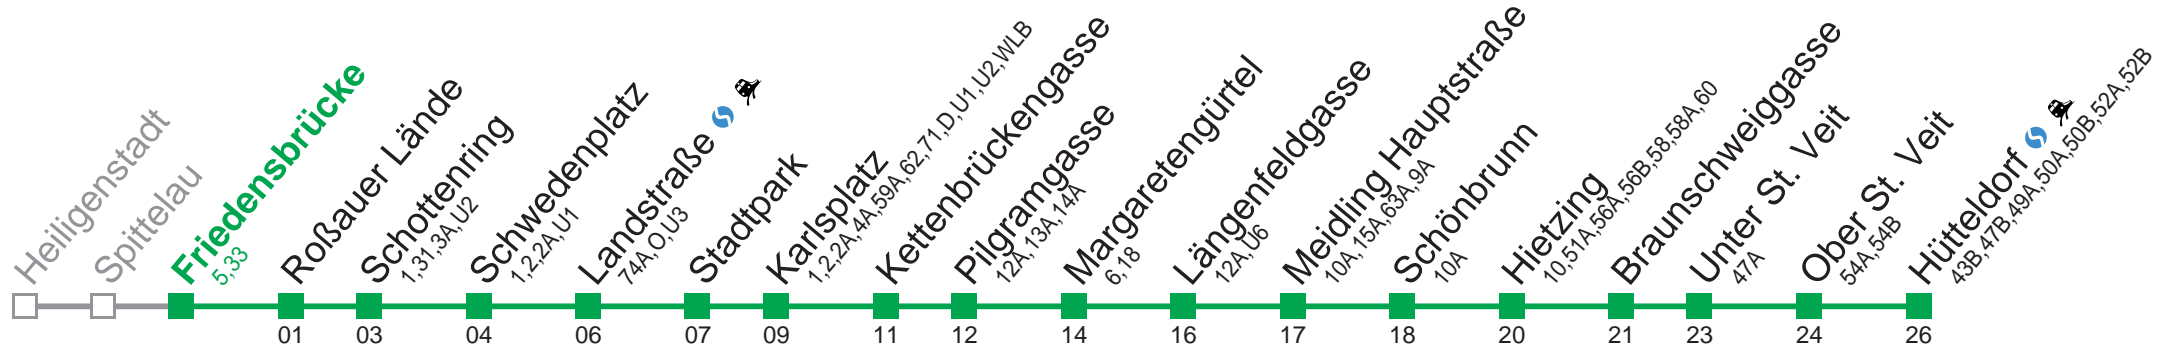 Heiligenstadt
Spittelau
Friedensbrücke
5,33
Roßauer Lände
Schottenring
1,31,3A,U2
Schwedenplatz
1,2,2A,U1
Landstraße
74A,O,U3
Stadtpark
Karlsplatz
1,2,2A,4A,59A,62,71,D,U1,U2,WLB
Kettenbrückengasse
Pilgramgasse
12A,13A,14A
Margaretengürtel
6,18
Längenfeldgasse
12A,U6
Meidling Hauptstraße
10A,15A,63A,9A
Schönbrunn
10A
Hietzing
10,51A,56A,56B,58,58A,60
Braunschweiggasse
Unter St. Veit
47A
Ober St. Veit
54A,54B
Hütteldorf
43B,47B,49A,50A,50B,52A,52B
01 03 04 06 07 09 11 12 14 16 17 18 20 21 23 24 26